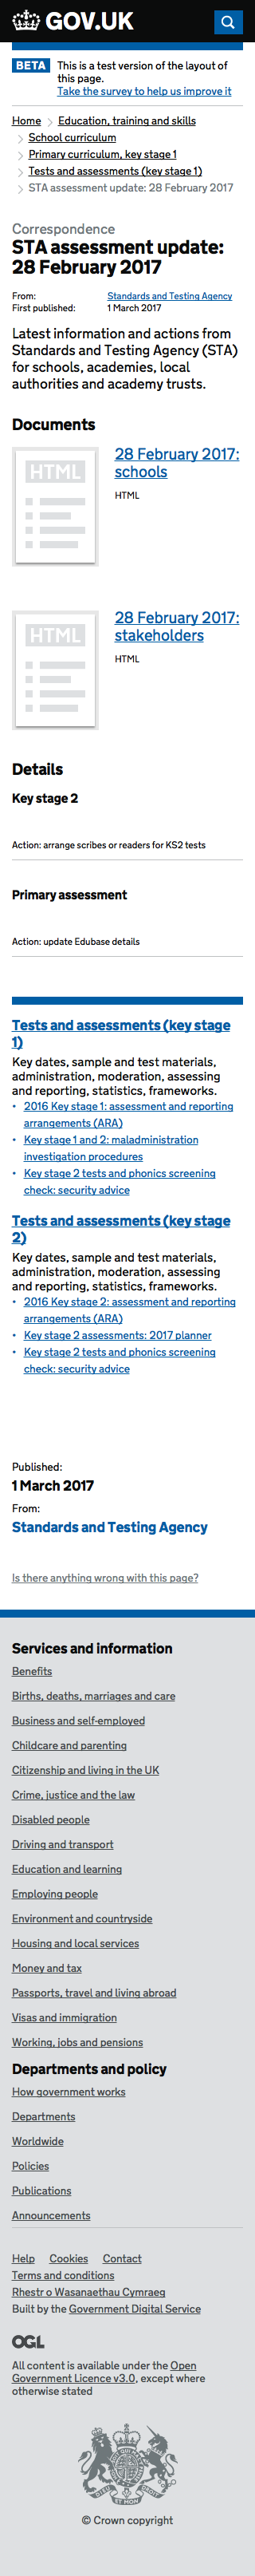 GOV.UK
BETA
This is a test version of the layout of
this page.
Take the survey to help us improve it
Home
Education, training and skills
School curriculum
Primary curriculum, key stage 1
Tests and assessments (key stage 1)
STA assessment update: 28 February 2017
Correspondence
STA assessment update:
28 February 2017
From: Standards and Testing Agency
First published: 1 March 2017
Latest information and actions from
Standards and Testing Agency (STA)
for schools, academies, local
authorities and academy trusts.
Documents
HTML
28 February 2017:
schools
HTML
HTML
28 February 2017:
stakeholders
HTML
Details
Key stage 2
Action: arrange scribes or readers for KS2 tests
Primary assessment
Action: update Edubase details
Tests and assessments (key stage
1)
Key dates, sample and test materials,
administration, moderation, assessing
and reporting, statistics, frameworks.
• 2016 Key stage 1: assessment and reporting
arrangements (ARA)
• Key stage 1 and 2: maladministration
investigation procedures
• Key stage 2 tests and phonics screening
check: security advice
Tests and assessments (key stage
2)
Key dates, sample and test materials,
administration, moderation, assessing
and reporting, statistics, frameworks.
• 2016 Key stage 2: assessment and reporting
arrangements (ARA)
• Key stage 2 assessments: 2017 planner
• Key stage 2 tests and phonics screening
check: security advice
Published:
1 March 2017
From:
Standards and Testing Agency
Is there anything wrong with this page?
Services and information
Benefits
Births, deaths, marriages and care
Business and self-employed
Childcare and parenting
Citizenship and living in the UK
Crime, justice and the law
Disabled people
Driving and transport
Education and learning
Employing people
Environment and countryside
Housing and local services
Money and tax
Passports, travel and living abroad
Visas and immigration
Working, jobs and pensions
Departments and policy
How government works
Departments
Worldwide
Policies
Publications
Announcements
Help Cookies Contact
Terms and conditions
Rhestr o Wasanaethau Cymraeg
Built by the Government Digital Service
OGL
All content is available under the Open
Government Licence v3.0, except where
otherwise stated
© Crown copyright